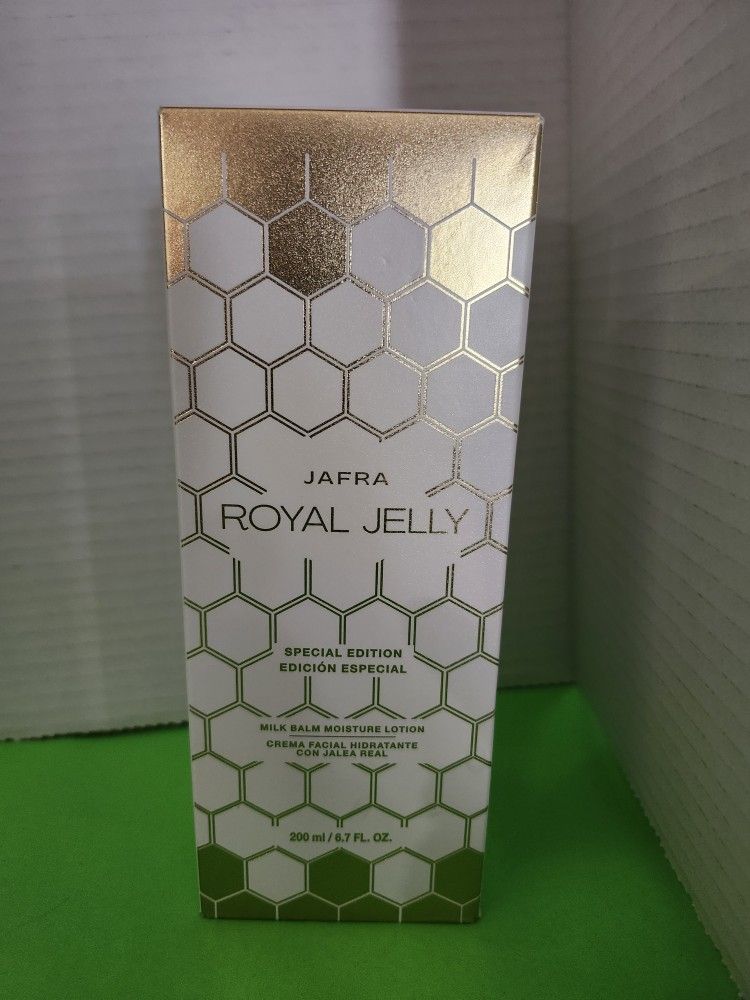 JAFRA
ROYAL JELLY
SPECIAL EDITION
EDICIÓN ESPECIAL
MILK BALM MOISTURE LOTION
CREMA FACIAL HIDRATANTE
CON JALEA REAL
200 ml / 6.7 FL. OZ.